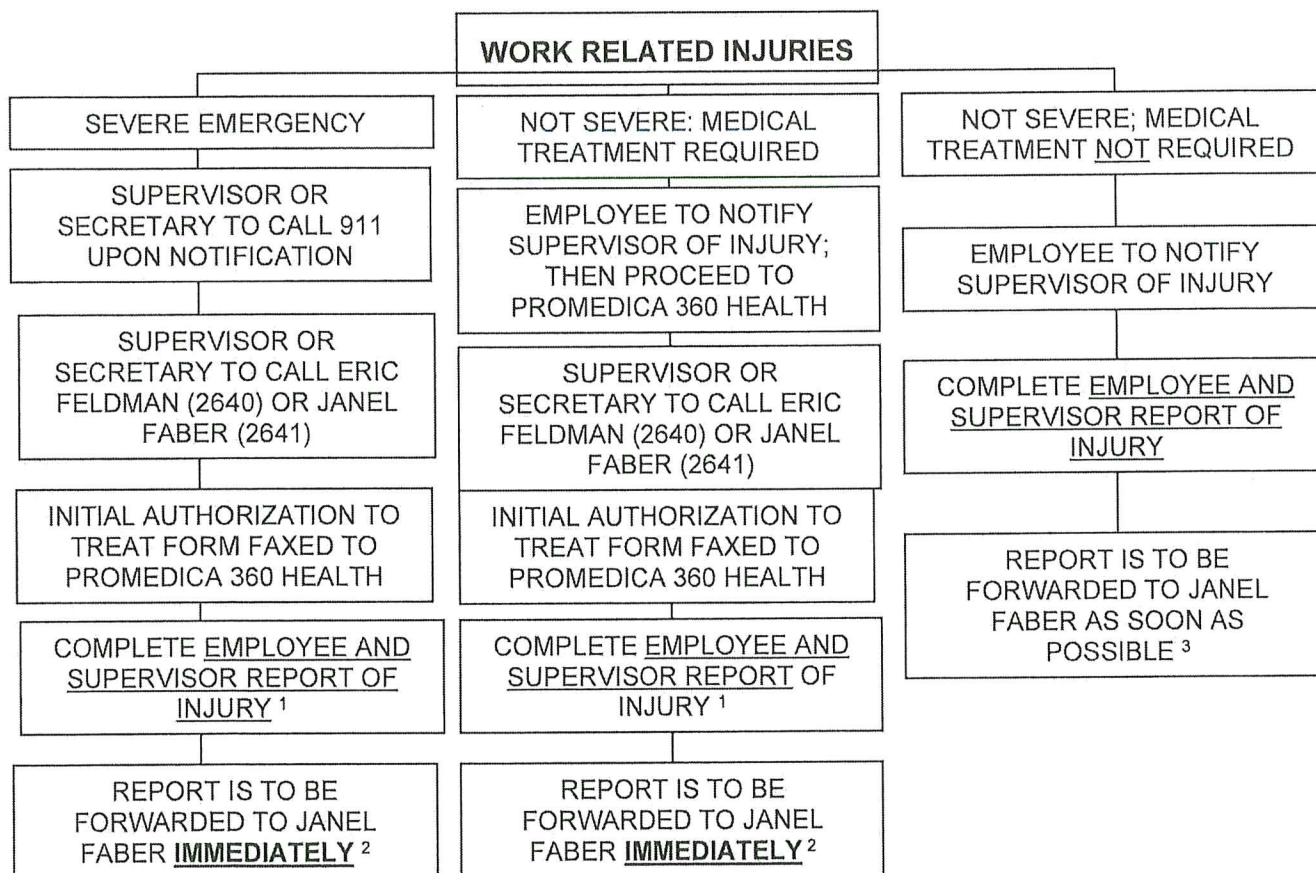 WORK RELATED INJURIES
SEVERE EMERGENCY
SUPERVISOR OR
SECRETARY TO CALL 911
UPON NOTIFICATION
SUPERVISOR OR
SECRETARY TO CALL ERIC
FELDMAN (2640) OR JANEL
FABER (2641)
INITIAL AUTHORIZATION TO
TREAT FORM FAXED TO
PROMEDICA 360 HEALTH
COMPLETE EMPLOYEE AND
SUPERVISOR REPORT OF
INJURY ¹
REPORT IS TO BE
FORWARDED TO JANEL
FABER IMMEDIATELY ²
NOT SEVERE: MEDICAL
TREATMENT REQUIRED
EMPLOYEE TO NOTIFY
SUPERVISOR OF INJURY;
THEN PROCEED TO
PROMEDICA 360 HEALTH
SUPERVISOR OR
SECRETARY TO CALL ERIC
FELDMAN (2640) OR JANEL
FABER (2641)
INITIAL AUTHORIZATION TO
TREAT FORM FAXED TO
PROMEDICA 360 HEALTH
COMPLETE EMPLOYEE AND
SUPERVISOR REPORT OF
INJURY ¹
REPORT IS TO BE
FORWARDED TO JANEL
FABER IMMEDIATELY ²
NOT SEVERE; MEDICAL
TREATMENT NOT REQUIRED
EMPLOYEE TO NOTIFY
SUPERVISOR OF INJURY
COMPLETE EMPLOYEE AND
SUPERVISOR REPORT OF
INJURY
REPORT IS TO BE
FORWARDED TO JANEL
FABER AS SOON AS
POSSIBLE ³